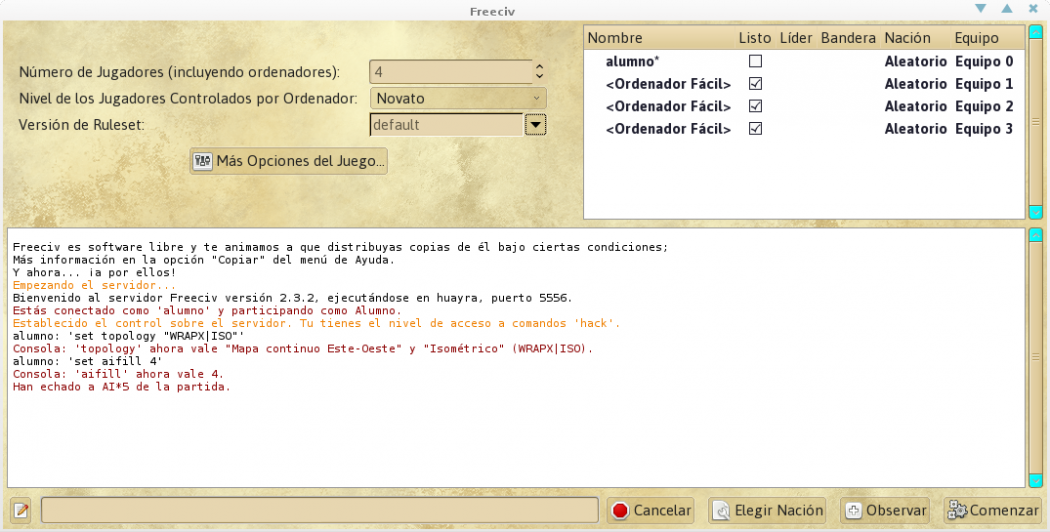 Freeciv
Número de Jugadores (incluyendo ordenadores): 4
Nivel de los Jugadores Controlados por Ordenador: Novato
Versión de Ruleset: default
Más Opciones del Juego...
Nombre Listo Líder Bandera Nación Equipo
alumno* Aleatorio Equipo 0
<Ordenador Fácil> Aleatorio Equipo 1
<Ordenador Fácil> Aleatorio Equipo 2
<Ordenador Fácil> Aleatorio Equipo 3
Freeciv es software libre y te animamos a que distribuyas copias de él bajo ciertas condiciones;
Más información en la opción "Copiar" del menú de Ayuda.
Y ahora... ¡a por ellos!
Empezando el servidor...
Bienvenido al servidor Freeciv versión 2.3.2, ejecutándose en huayra, puerto 5556.
Estás conectado como 'alumno' y participando como Alumno.
Establecido el control sobre el servidor. Tu tienes el nivel de acceso a comandos 'hack'.
alumno: 'set topology "WRAPX|ISO"'
Consola: 'topology' ahora vale "Mapa continuo Este-Oeste" y "Isométrico" (WRAPX|ISO).
alumno: 'set aifill 4'
Consola: 'aifill' ahora vale 4.
Han echado a AI*5 de la partida.
Cancelar Elegir Nación Observar Comenzar